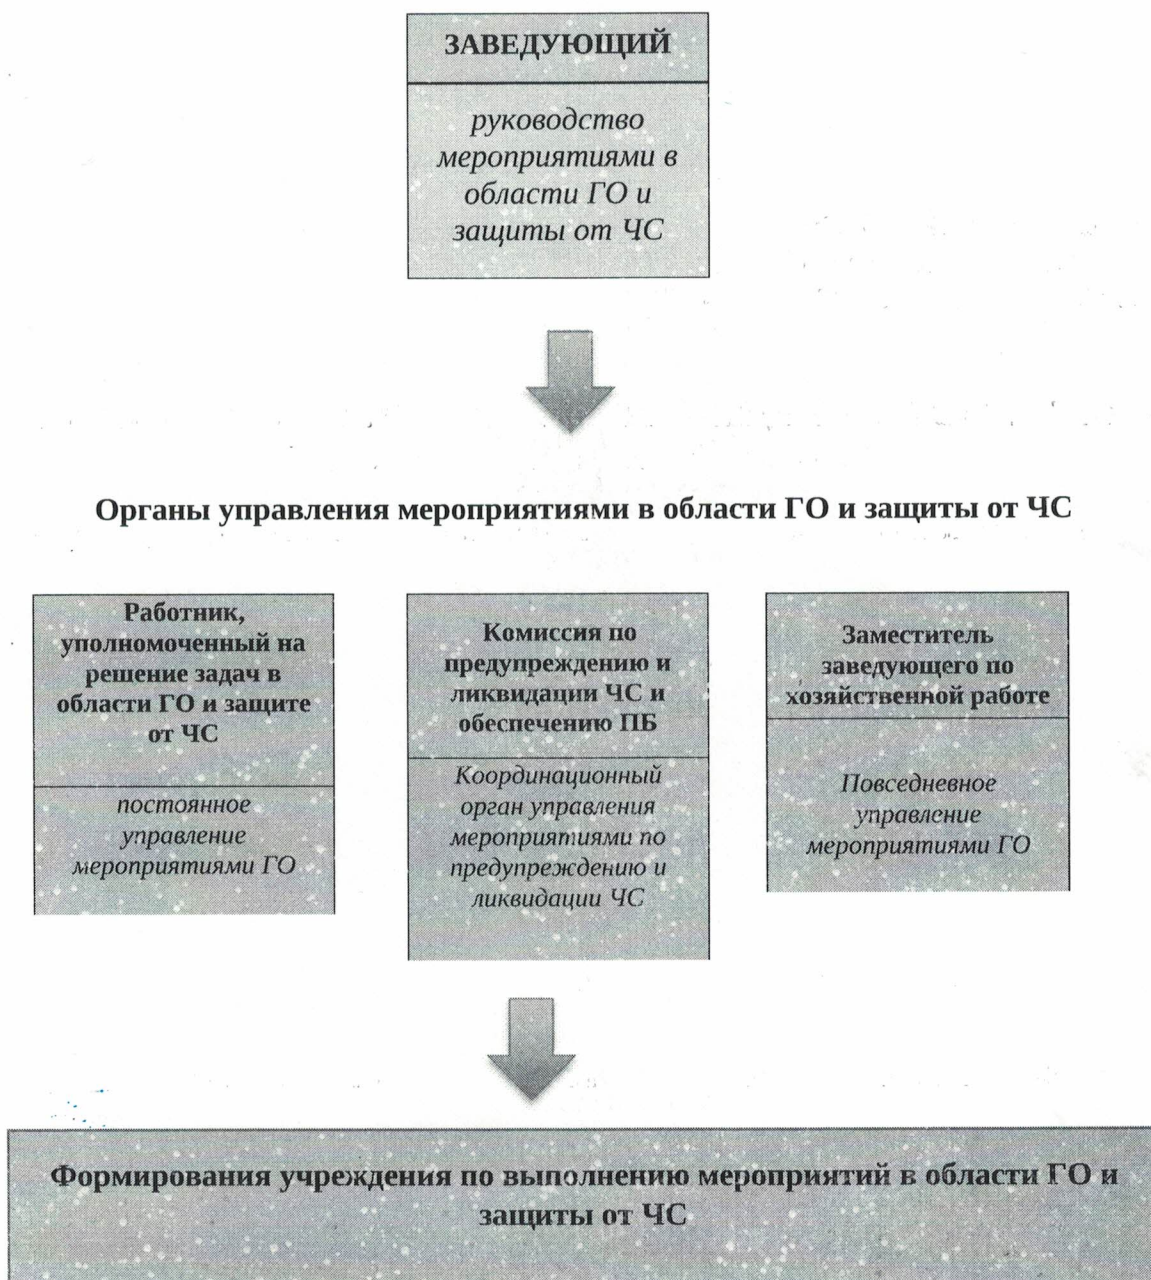 ЗАВЕДУЮЩИЙ
руководство
мероприятиями в
области ГО и
защиты от ЧС
Органы управления мероприятиями в области ГО и защиты от ЧС
Работник,
уполномоченный на
решение задач в
области ГО и защите
от ЧС
постоянное
управление
мероприятиями ГО
Комиссия по
предупреждению и
ликвидации ЧС и
обеспечению ПБ
Координационный
орган управления
мероприятиями по
предупреждению и
ликвидации ЧС
Заместитель
заведующего по
хозяйственной работе
Повседневное
управление
мероприятиями ГО
Формирования учреждения по выполнению мероприятий в области ГО и
защиты от ЧС